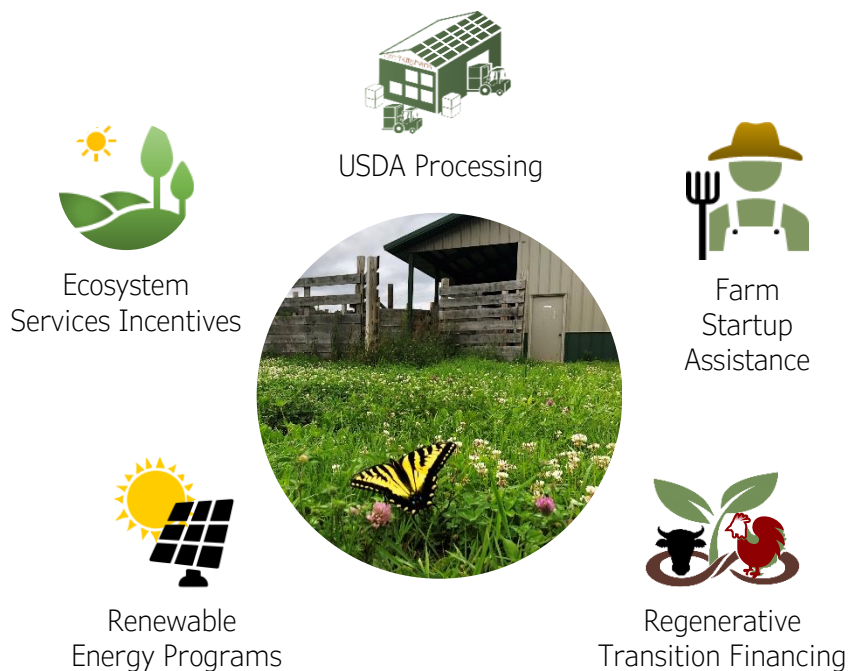 USDA Processing
Ecosystem
Services Incentives
Farm
Startup
Assistance
Renewable
Energy Programs
Regenerative
Transition Financing